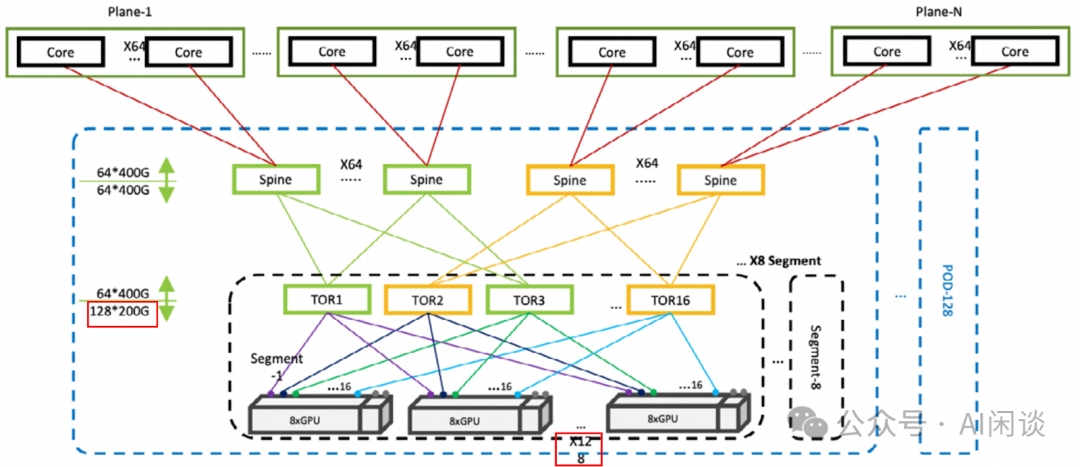 Plane-1
Plane-N
Core X64 ... Core
......
Core X64 ... Core
......
Core X64 ... Core
......
Core X64 ... Core
64*400G
64*400G
Spine
X64
......
Spine
Spine
X64
......
Spine
... X8 Segment
64*400G
128*200G
TOR1
TOR2
TOR3
...
TOR16
Segment
-1
...16
...16
...16
8xGPU
8xGPU
...
8xGPU
X12
8
...
Segment-8
...
POD-128
公众号 · AI闲谈